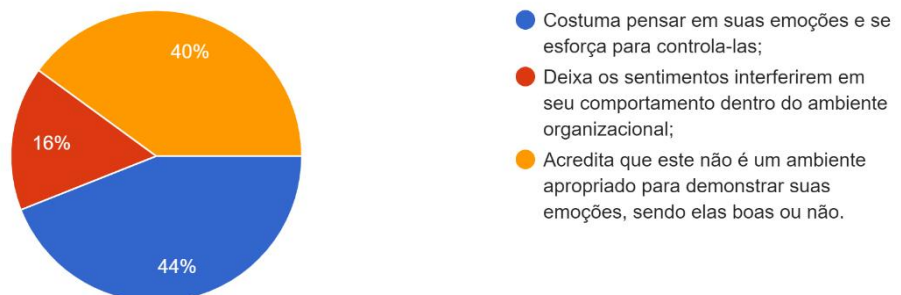 40%
16%
44%
Costuma pensar em suas emoções e se
esforça para controla-las;
Deixa os sentimentos interferirem em
seu comportamento dentro do ambiente
organizacional;
Acredita que este não é um ambiente
apropriado para demonstrar suas
emoções, sendo elas boas ou não.